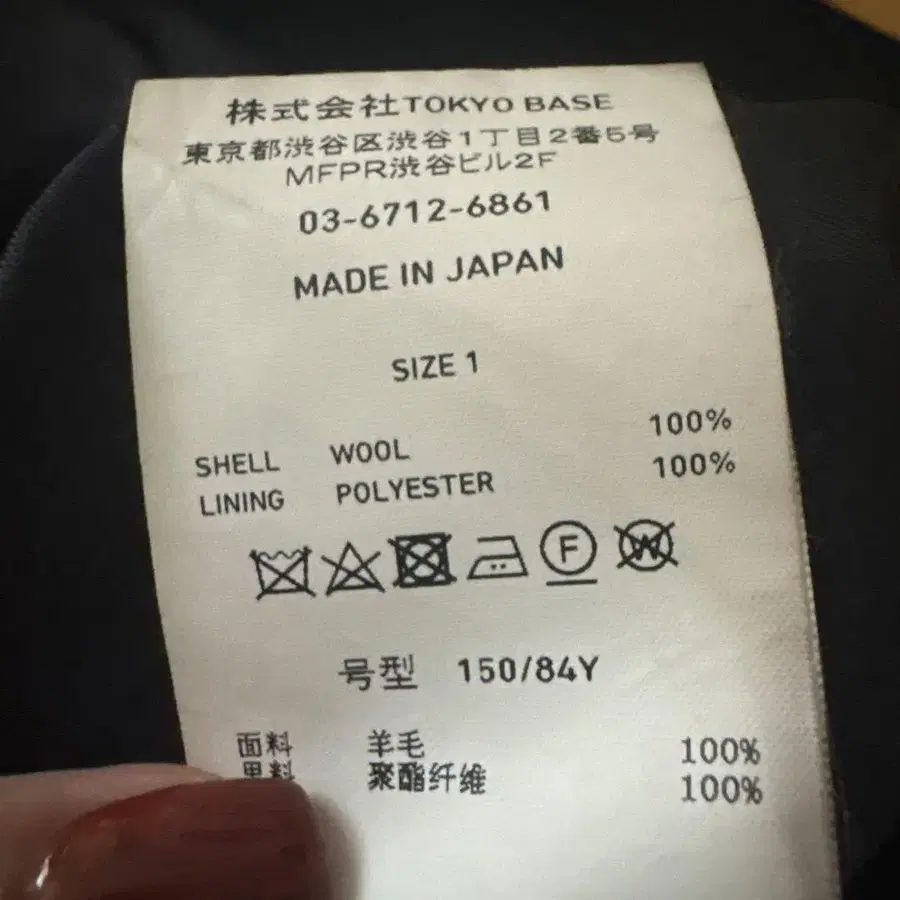 株式会社TOKYO BASE
東京都渋谷区渋谷1丁目2番5号
MFPR渋谷ビル2F
03-6712-6861
MADE IN JAPAN
SIZE 1
SHELL WOOL 100%
LINING POLYESTER 100%
F W
号型 150/84Y
面料 羊毛 100%
里料 聚酯纤维 100%